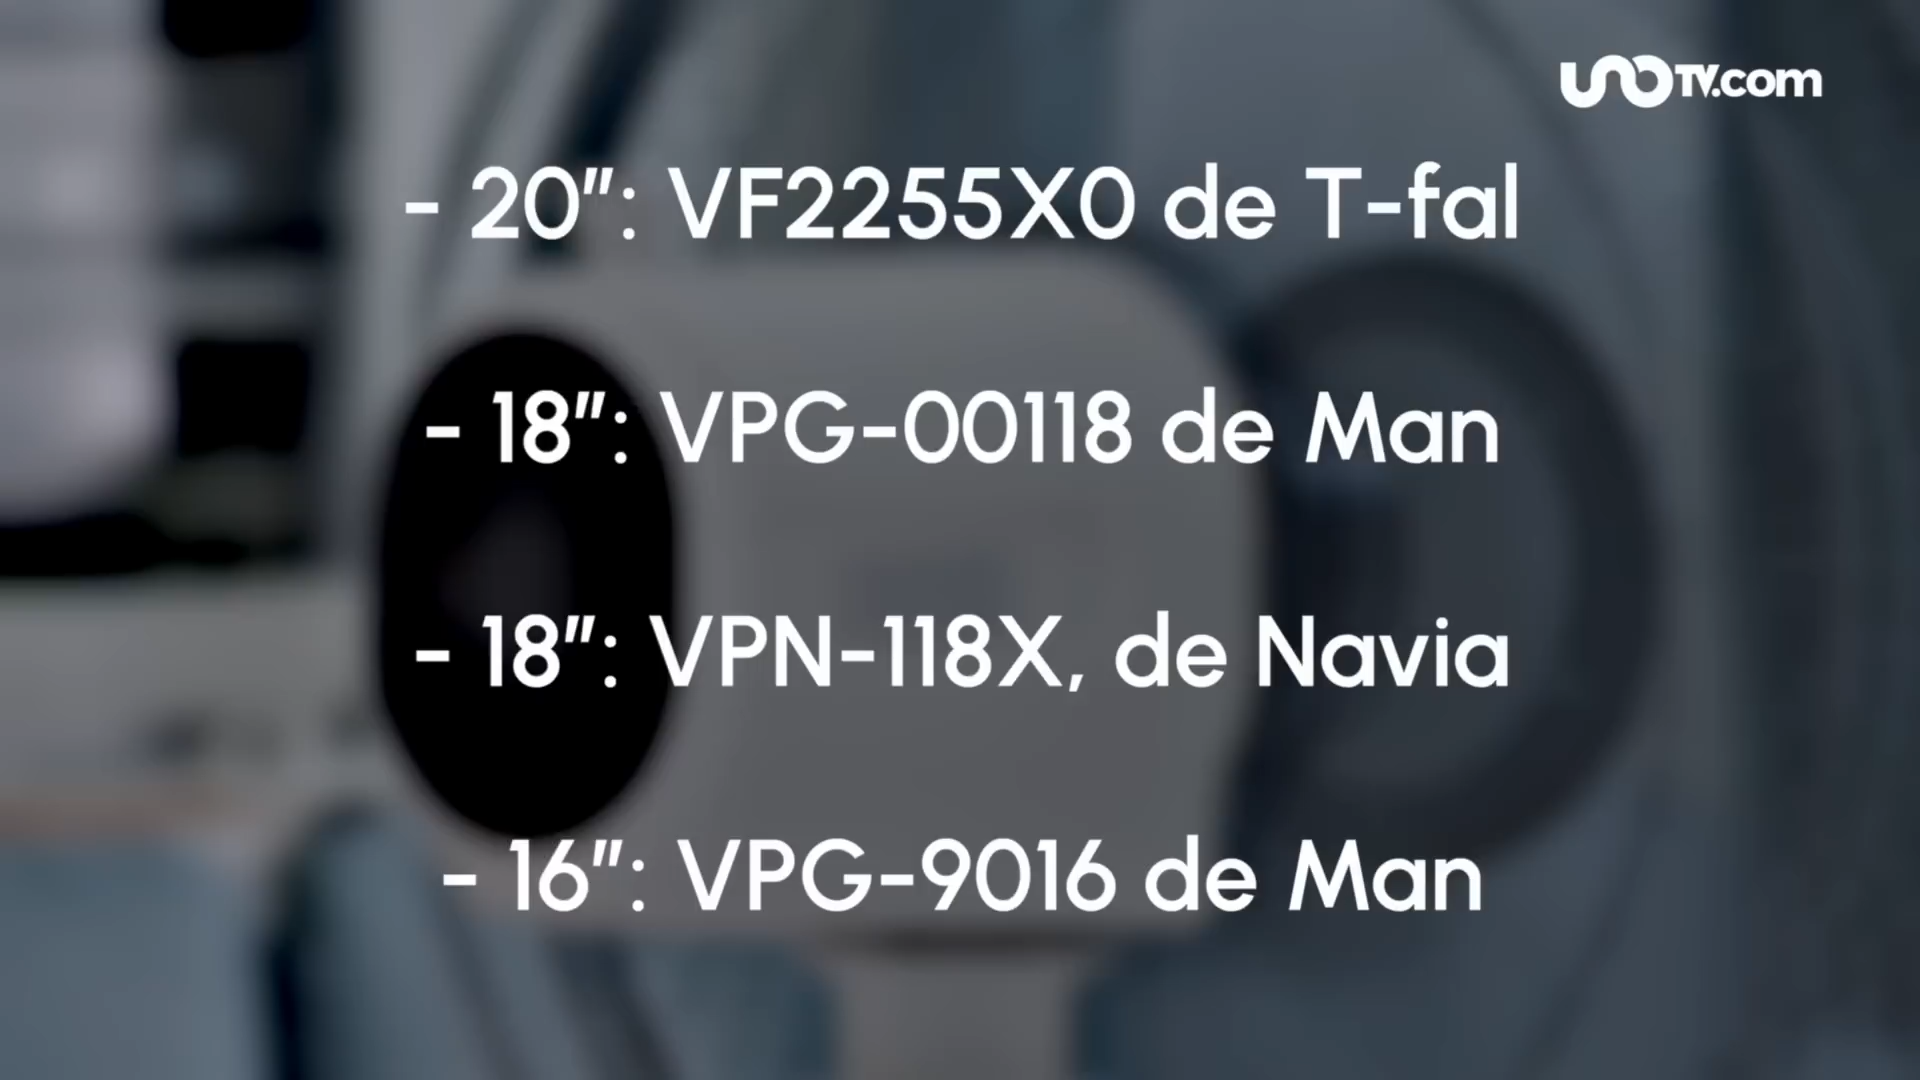 UNOTV.com
- 20": VF2255X0 de T-fal
- 18": VPG-00118 de Man
- 18": VPN-118X, de Navia
- 16": VPG-9016 de Man